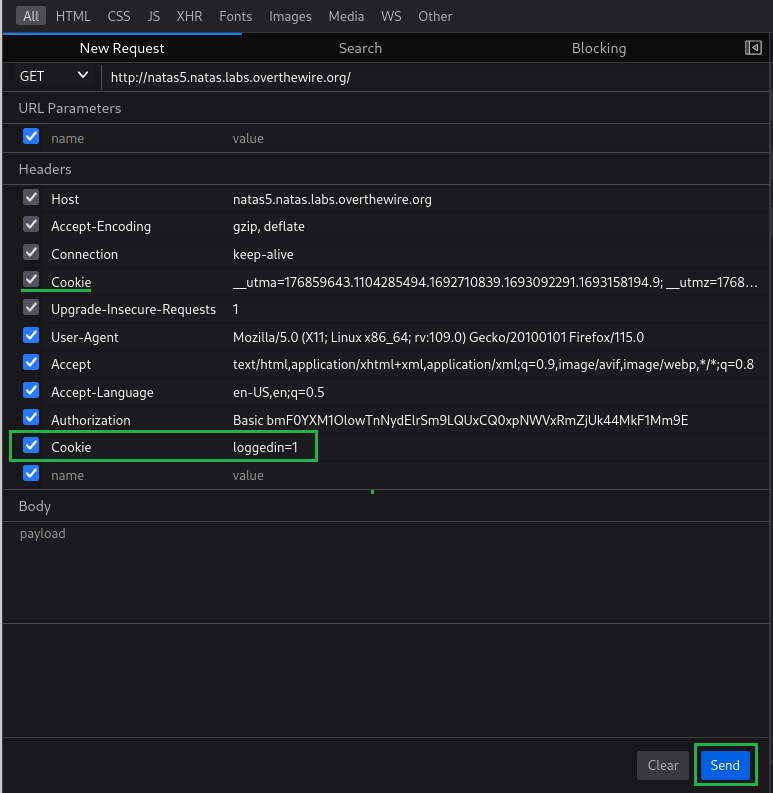 All HTML CSS JS XHR Fonts Images Media WS Other
New Request Search Blocking
GET http://natas5.natas.labs.overthewire.org/
URL Parameters
name value
Headers
Host natas5.natas.labs.overthewire.org
Accept-Encoding gzip, deflate
Connection keep-alive
Cookie __utma=176859643.1104285494.1692710839.1693092291.1693158194.9; __utmz=1768...
Upgrade-Insecure-Requests 1
User-Agent Mozilla/5.0 (X11; Linux x86_64; rv:109.0) Gecko/20100101 Firefox/115.0
Accept text/html,application/xhtml+xml,application/xml;q=0.9,image/avif,image/webp,*/*;q=0.8
Accept-Language en-US,en;q=0.5
Authorization Basic bmF0YXM1OlowTnNydElrSm9LQUxCQ0xpNWVxRmZjUk44MkF1Mm9E
Cookie loggedin=1
name value
Body
payload
Clear Send